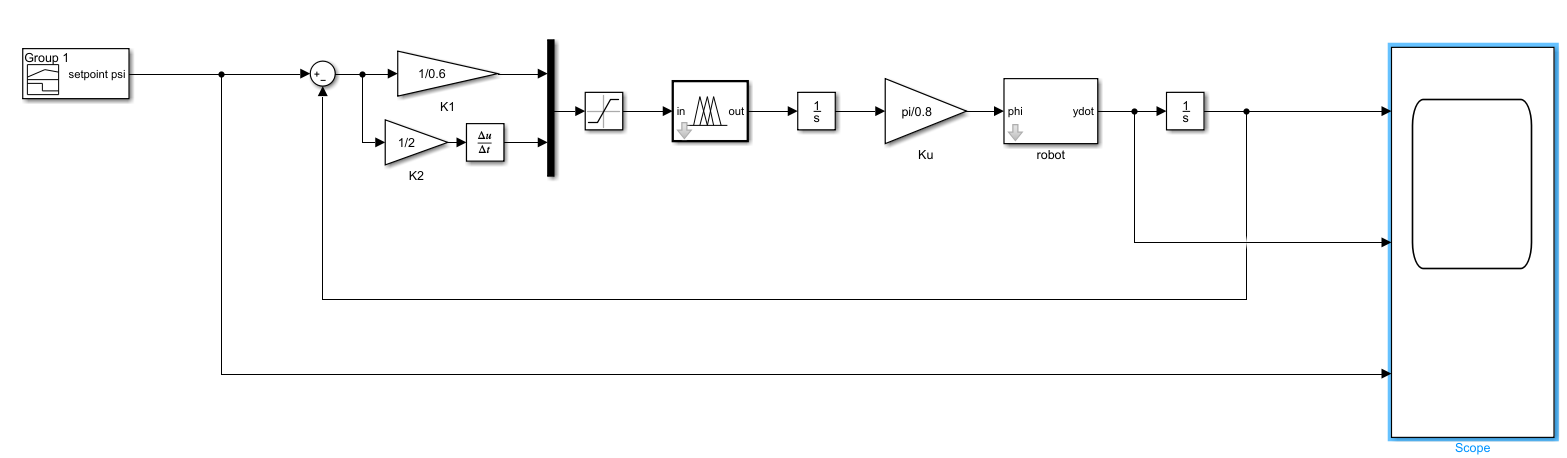 Group 1
setpoint psi
+
−
1/0.6
K1
1/2
K2
Δu
Δt
in
out
1
s
pi/0.8
Ku
phi
ydot
robot
1
s
Scope